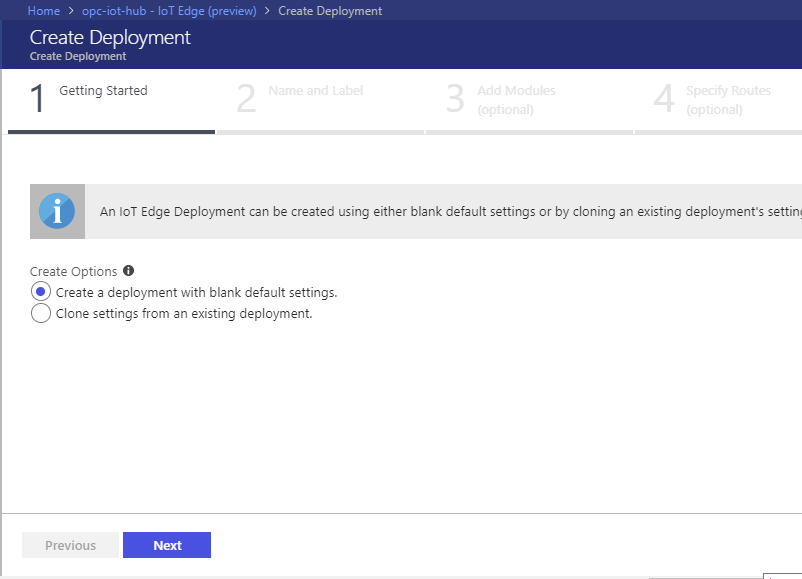 Home > opc-iot-hub - IoT Edge (preview) > Create Deployment
Create Deployment
Create Deployment
1 Getting Started
2 Name and Label
3 Add Modules
(optional)
4 Specify Routes
(optional)
An IoT Edge Deployment can be created using either blank default settings or by cloning an existing deployment's
Create Options
Create a deployment with blank default settings.
Clone settings from an existing deployment.
Previous Next